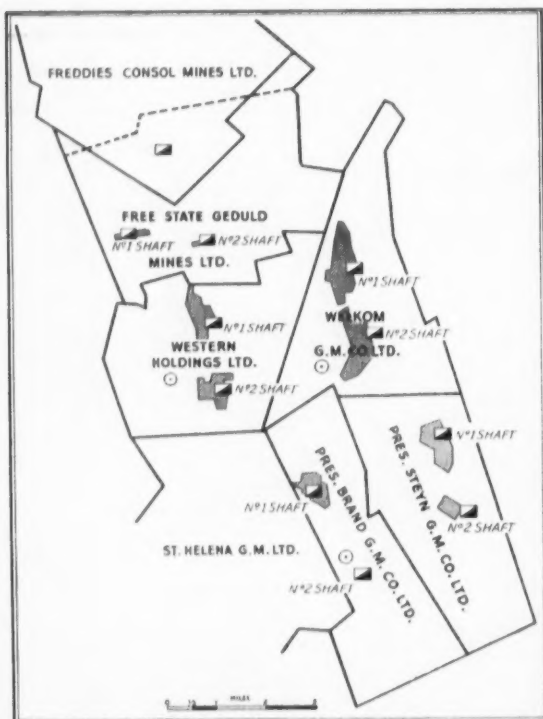 FREDDIES CONSOL MINES LTD.
FREE STATE GEDULD
Nº1 SHAFT
Nº2 SHAFT
MINES LTD.
Nº1 SHAFT
WELKOM
Nº1 SHAFT
Nº2 SHAFT
WESTERN
HOLDINGS LTD.
G.M.CO.LTD.
Nº2 SHAFT
Nº1 SHAFT
PRES. STEYN
G.M.CO.LTD.
Nº2 SHAFT
PRES. BRAND
G.M.CO.LTD.
Nº1 SHAFT
ST. HELENA G.M. LTD.
Nº2 SHAFT
MILES